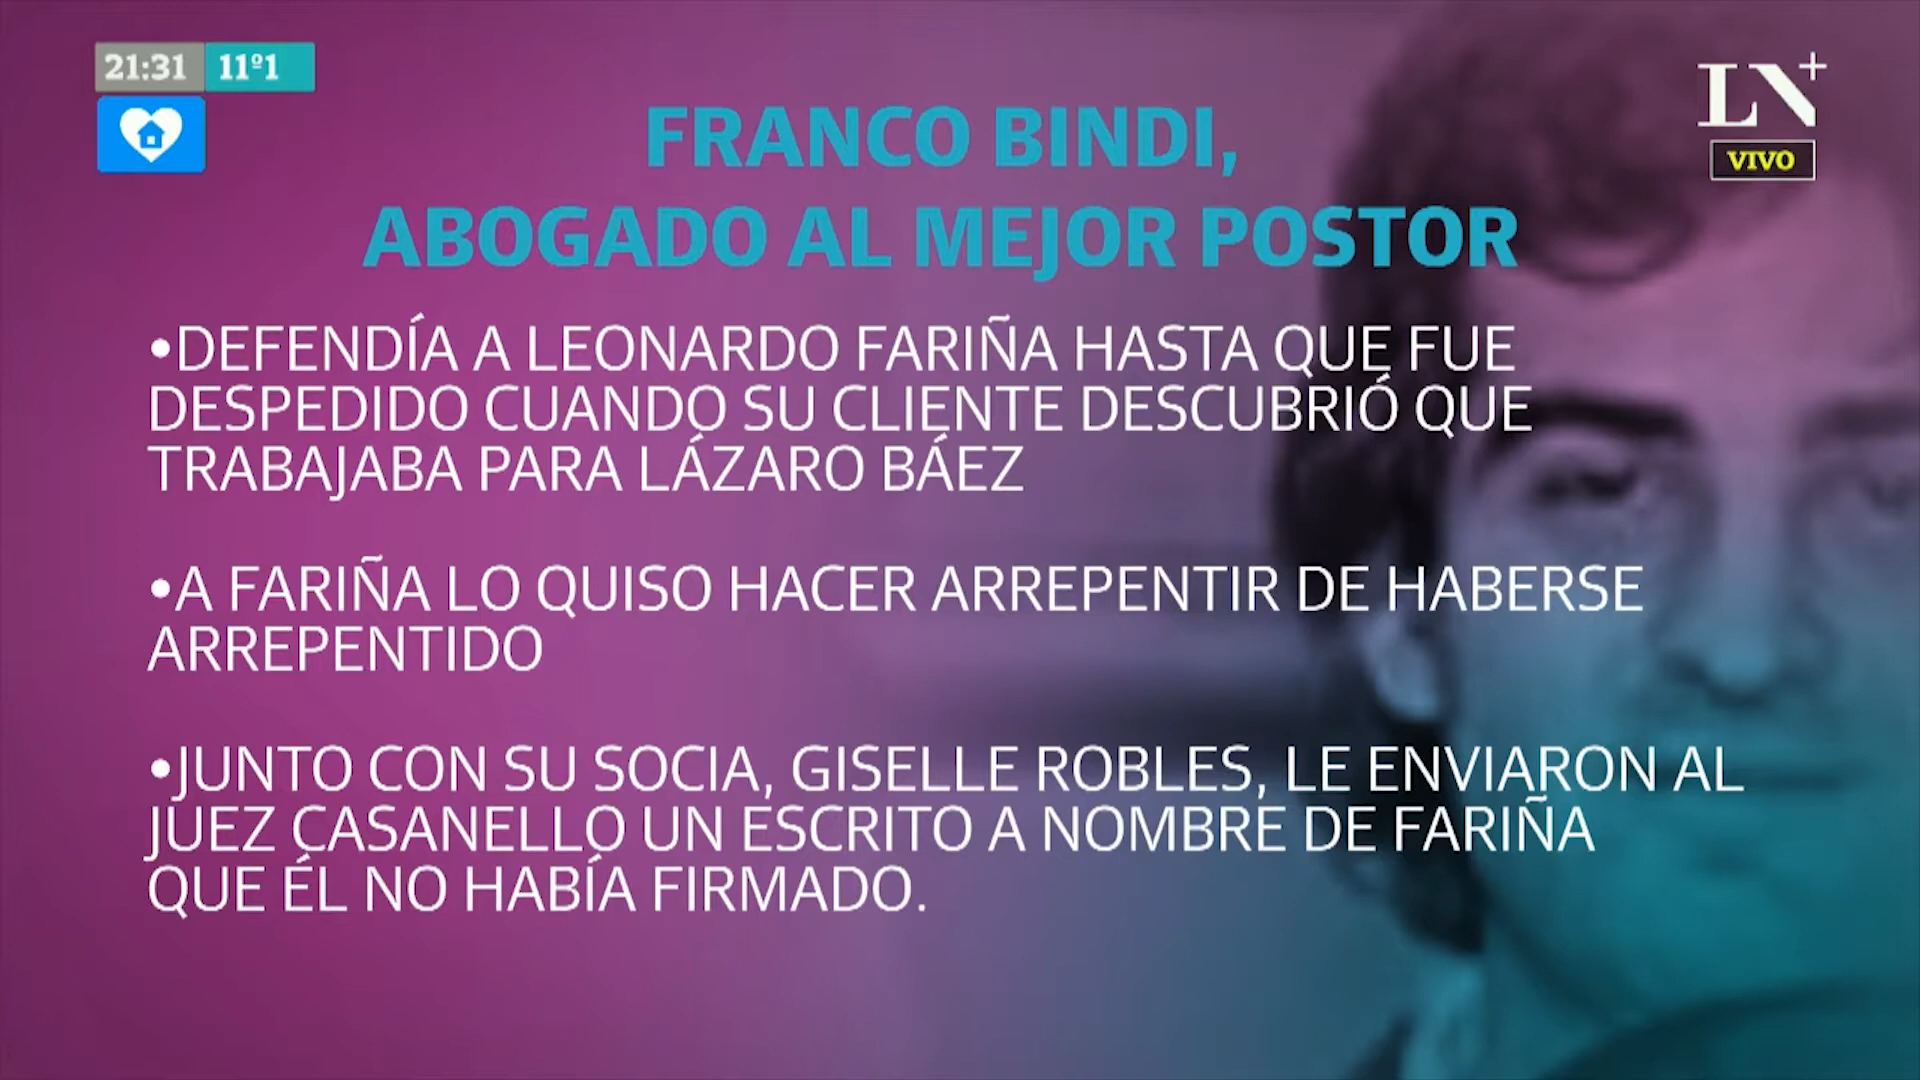 21:31 11º1
LN+
VIVO
FRANCO BINDI,
ABOGADO AL MEJOR POSTOR
•DEFENDÍA A LEONARDO FARIÑA HASTA QUE FUE
DESPEDIDO CUANDO SU CLIENTE DESCUBRIÓ QUE
TRABAJABA PARA LÁZARO BÁEZ
•A FARIÑA LO QUISO HACER ARREPENTIR DE HABERSE
ARREPENTIDO
•JUNTO CON SU SOCIA, GISELLE ROBLES, LE ENVIARON AL
JUEZ CASANELLO UN ESCRITO A NOMBRE DE FARIÑA
QUE ÉL NO HABÍA FIRMADO.